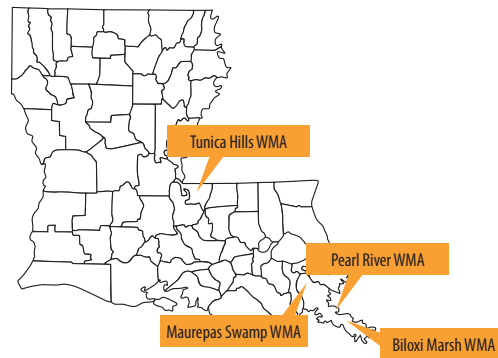 Tunica Hills WMA
Pearl River WMA
Maurepas Swamp WMA
Biloxi Marsh WMA